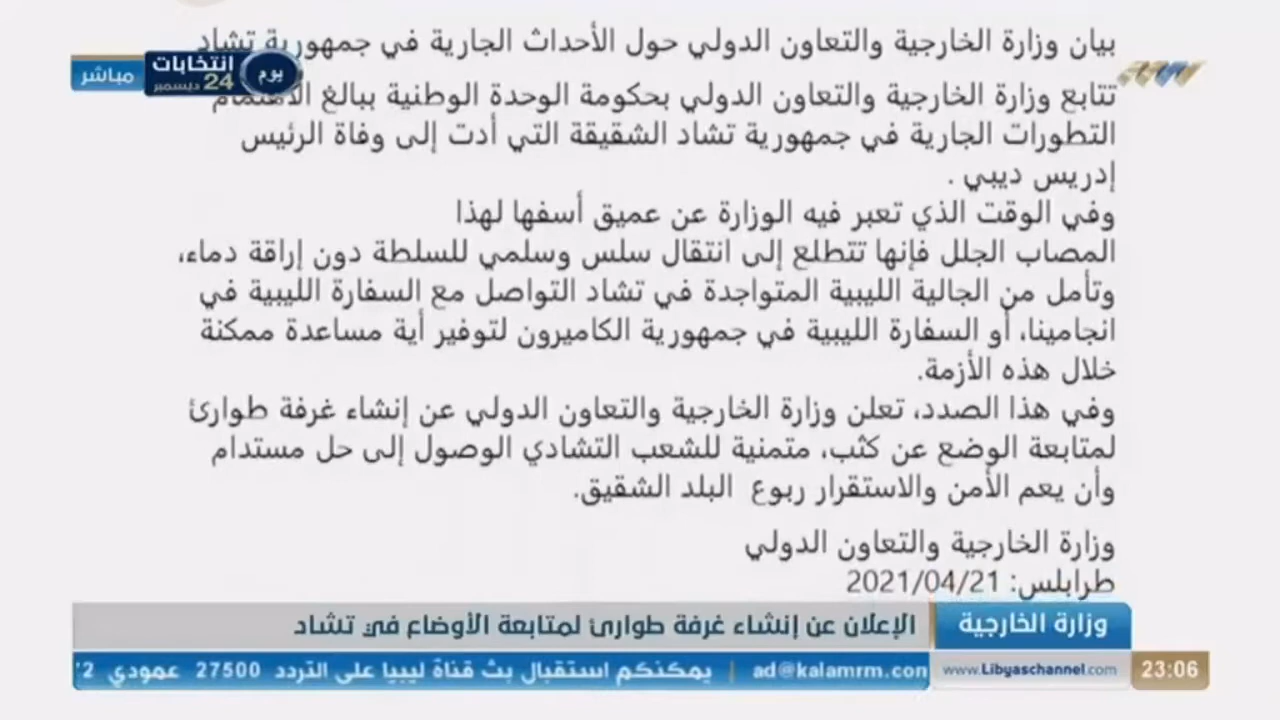 بيان وزارة الخارجية والتعاون الدولي حول الأحداث الجارية في جمهورية تشاد
مباشر
انتخابات
24 ديسمبر
يوم
تتابع وزارة الخارجية والتعاون الدولي بحكومة الوحدة الوطنية ببالغ الاهتمام
التطورات الجارية في جمهورية تشاد الشقيقة التي أدت إلى وفاة الرئيس
إدريس ديبي .
وفي الوقت الذي تعبر فيه الوزارة عن عميق أسفها لهذا
المصاب الجلل فإنها تتطلع إلى انتقال سلس وسلمي للسلطة دون إراقة دماء،
وتأمل من الجالية الليبية المتواجدة في تشاد التواصل مع السفارة الليبية في
انجامينا، أو السفارة الليبية في جمهورية الكاميرون لتوفير أية مساعدة ممكنة
خلال هذه الأزمة.
وفي هذا الصدد، تعلن وزارة الخارجية والتعاون الدولي عن إنشاء غرفة طوارئ
لمتابعة الوضع عن كثب، متمنية للشعب التشادي الوصول إلى حل مستدام
وأن يعم الأمن والاستقرار ربوع البلد الشقيق.
وزارة الخارجية والتعاون الدولي
طرابلس: 2021/04/21
وزارة الخارجية
الإعلان عن إنشاء غرفة طوارئ لمتابعة الأوضاع في تشاد
23:06
www.Libyaschannel.com
ad@kalamrm.com | يمكنكم استقبال بث قناة ليبيا على التردد 27500 عمودي 2'